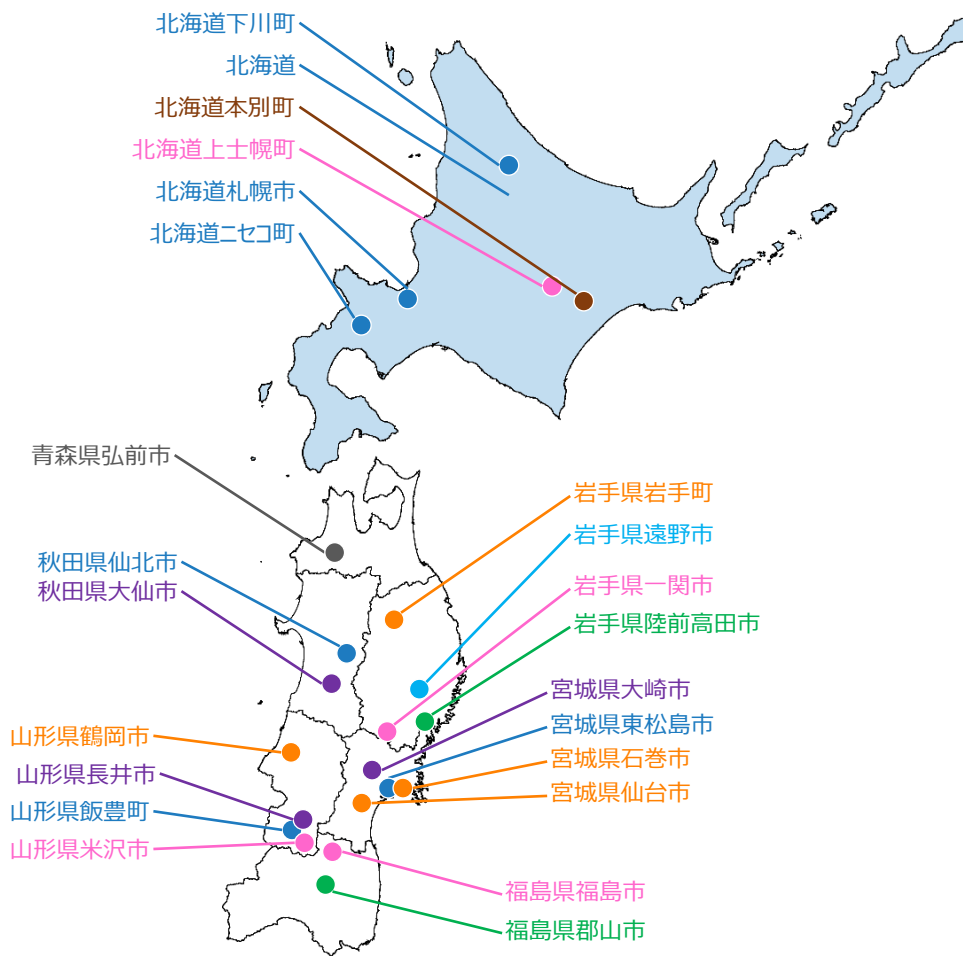 北海道下川町
北海道
北海道本別町
北海道上士幌町
北海道札幌市
北海道ニセコ町
青森県弘前市
秋田県仙北市
秋田県大仙市
山形県鶴岡市
山形県長井市
山形県飯豊町
山形県米沢市
岩手県岩手町
岩手県遠野市
岩手県一関市
岩手県陸前高田市
宮城県大崎市
宮城県東松島市
宮城県石巻市
宮城県仙台市
福島県福島市
福島県郡山市